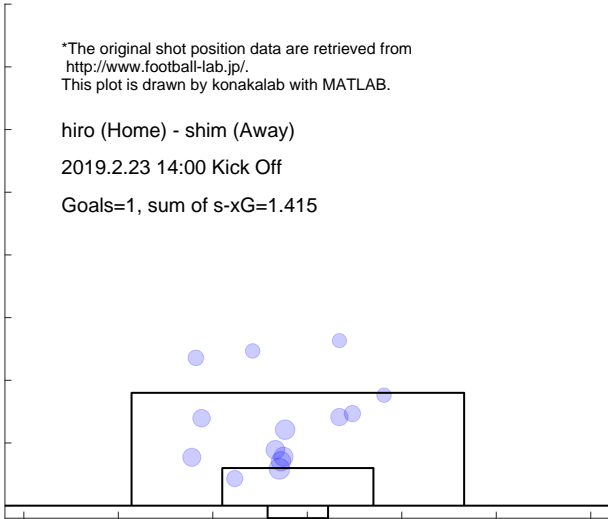 *The original shot position data are retrieved from
http://www.football-lab.jp/.
This plot is drawn by konakalab with MATLAB.
hiro (Home) - shim (Away)
2019.2.23 14:00 Kick Off
Goals=1, sum of s-xG=1.415